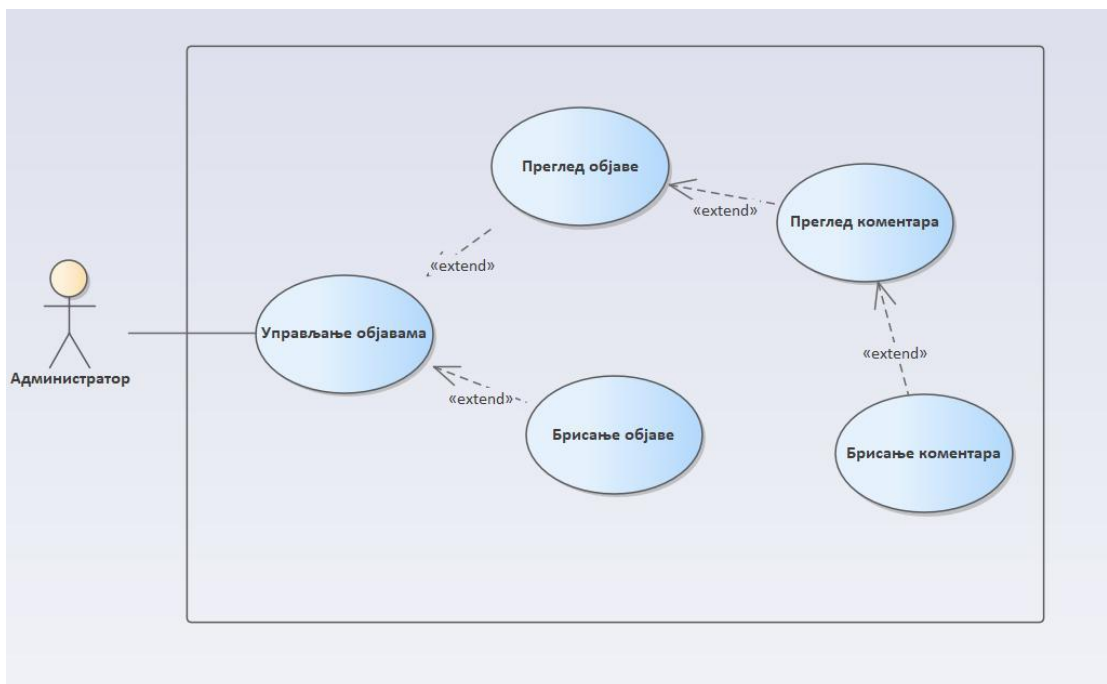 Преглед објаве
«extend»
Преглед коментара
«extend»
Управљање објавама
Администратор
«extend»
«extend»
Брисање објаве
Брисање коментара